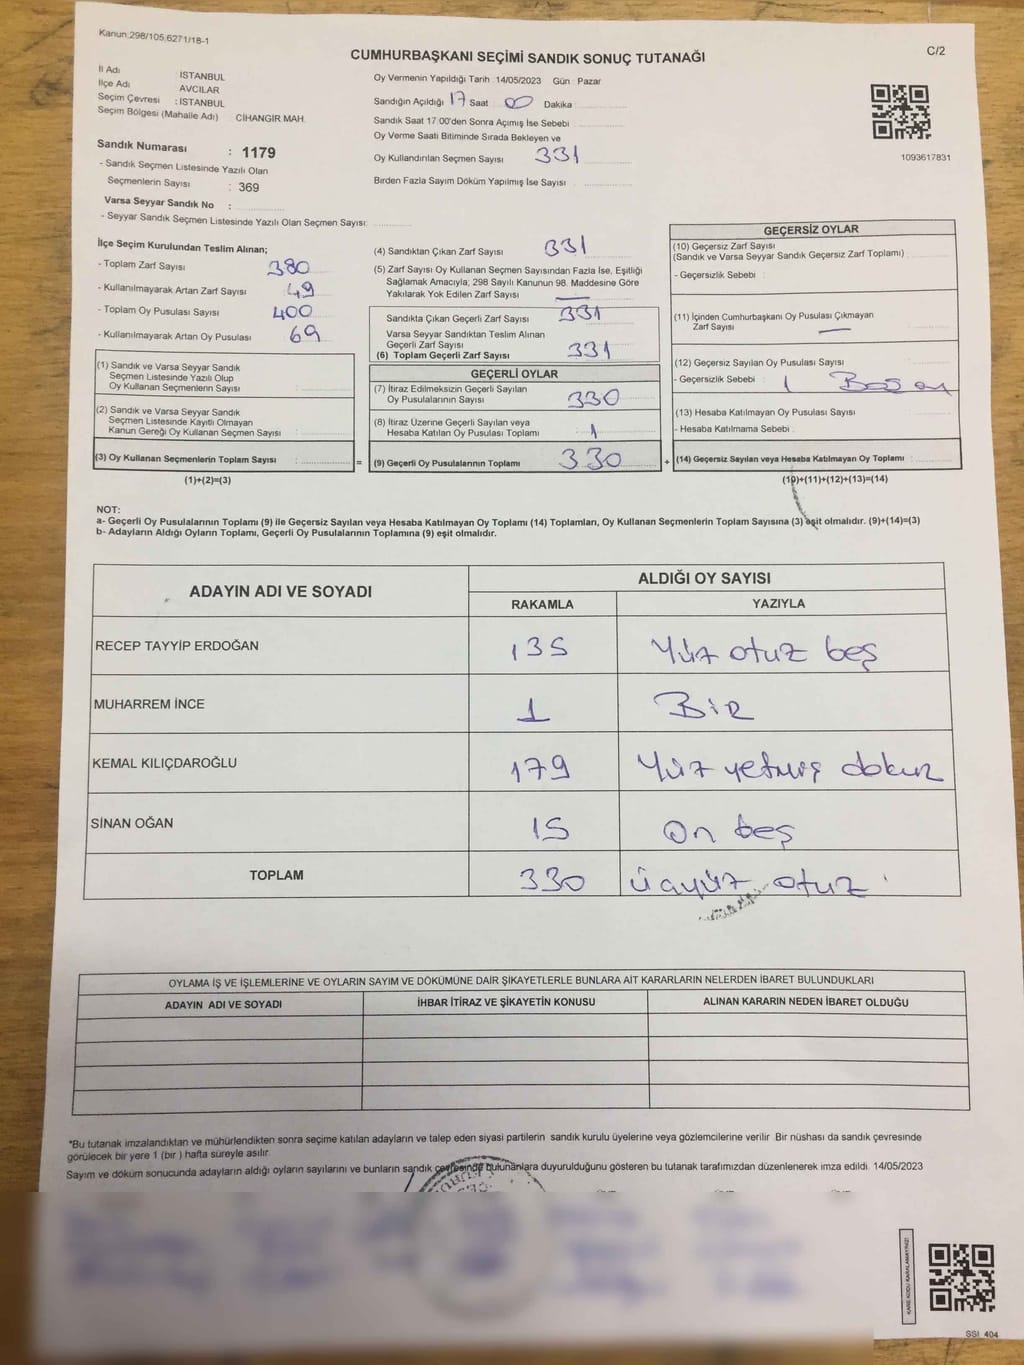 Kanun:298/105,6271/18-1
CUMHURBAŞKANI SEÇİMİ SANDIK SONUÇ TUTANAĞI
C/2
İl Adı : İSTANBUL
İlçe Adı : AVCILAR
Seçim Çevresi : İSTANBUL
Seçim Bölgesi (Mahalle Adı) : CİHANGİR MAH.
Sandık Numarası : 1179
- Sandık Seçmen Listesinde Yazılı Olan
Seçmenlerin Sayısı : 369
Varsa Seyyar Sandık No :
- Seyyar Sandık Seçmen Listesinde Yazılı Olan Seçmen Sayısı:
Oy Vermenin Yapıldığı Tarih : 14/05/2023 Gün : Pazar
Sandığın Açıldığı 17 Saat 00 Dakika :
Sandık Saat 17:00'den Sonra Açımış İse Sebebi :
Oy Verme Saati Bitiminde Sırada Bekleyen ve
Oy Kullandırılan Seçmen Sayısı 331
Birden Fazla Sayım Döküm Yapılmış İse Sayısı :
1093617831
İlçe Seçim Kurulundan Teslim Alınan;
- Toplam Zarf Sayısı 380
- Kullanılmayarak Artan Zarf Sayısı : 49
- Toplam Oy Pusulası Sayısı 400
- Kullanılmayarak Artan Oy Pusulası : 69
(1) Sandık ve Varsa Seyyar Sandık
Seçmen Listesinde Yazılı Olup
Oy Kullanan Seçmenlerin Sayısı :
(2) Sandık ve Varsa Seyyar Sandık
Seçmen Listesinde Kayıtlı Olmayan
Kanun Gereği Oy Kullanan Seçmen Sayısı :
(3) Oy Kullanan Seçmenlerin Toplam Sayısı :
(1)+(2)=(3)
(4) Sandıktan Çıkan Zarf Sayısı 331
(5) Zarf Sayısı Oy Kullanan Seçmen Sayısından Fazla İse, Eşitliği
Sağlamak Amacıyla; 298 Sayılı Kanunun 98. Maddesine Göre
Yakılarak Yok Edilen Zarf Sayısı : —
Sandıkta Çıkan Geçerli Zarf Sayısı : 331
Varsa Seyyar Sandıktan Teslim Alınan
Geçerli Zarf Sayısı
(6) Toplam Geçerli Zarf Sayısı 331
GEÇERLİ OYLAR
(7) İtiraz Edilmeksizin Geçerli Sayılan
Oy Pusulalarının Sayısı 330
(8) İtiraz Üzerine Geçerli Sayılan veya
Hesaba Katılan Oy Pusulası Toplamı : 1
= (9) Geçerli Oy Pusulalarının Toplamı 330 +
GEÇERSİZ OYLAR
(10) Geçersiz Zarf Sayısı
(Sandık ve Varsa Seyyar Sandık Geçersiz Zarf Toplamı) :
- Geçersizlik Sebebi :
(11) İçinden Cumhurbaşkanı Oy Pusulası Çıkmayan
Zarf Sayısı —
(12) Geçersiz Sayılan Oy Pusulası Sayısı :
- Geçersizlik Sebebi : 1
(13) Hesaba Katılmayan Oy Pusulası Sayısı :
- Hesaba Katılmama Sebebi :
(14) Geçersiz Sayılan veya Hesaba Katılmayan Oy Toplamı :
(10)+(11)+(12)+(13)=(14)
NOT:
a- Geçerli Oy Pusulalarının Toplamı (9) ile Geçersiz Sayılan veya Hesaba Katılmayan Oy Toplamı (14) Toplamları, Oy Kullanan Seçmenlerin Toplam Sayısına (3) eşit olmalıdır. (9)+(14)=(3)
b- Adayların Aldığı Oyların Toplamı, Geçerli Oy Pusulalarının Toplamına (9) eşit olmalıdır.
ADAYIN ADI VE SOYADI
ALDIĞI OY SAYISI
RAKAMLA YAZIYLA
RECEP TAYYİP ERDOĞAN 135 Yüz otuz beş
MUHARREM İNCE 1 Bir
KEMAL KILIÇDAROĞLU 179 Yüz yetmiş dokuz
SİNAN OĞAN 15 On beş
TOPLAM 330 üçyüz otuz
OYLAMA İŞ VE İŞLEMLERİNE VE OYLARIN SAYIM VE DÖKÜMÜNE DAİR ŞİKAYETLERLE BUNLARA AİT KARARLARIN NELERDEN İBARET BULUNDUKLARI
ADAYIN ADI VE SOYADI İHBAR İTİRAZ VE ŞİKAYETİN KONUSU ALINAN KARARIN NEDEN İBARET OLDUĞU
*Bu tutanak imzalandıktan ve mühürlendikten sonra seçime katılan adayların ve talep eden siyasi partilerin sandık kurulu üyelerine veya gözlemcilerine verilir. Bir nüshası da sandık çevresinde
görülecek bir yere 1 (bir ) hafta süreyle asılır.
Sayım ve döküm sonucunda adayların aldığı oyların sayılarını ve bunların sandık çevresinde bulunanlara duyurulduğunu gösteren bu tutanak tarafımızdan düzenlenerek imza edildi. 14/05/2023
KARE KODU KARALAMAYINIZ!
SSİ_404